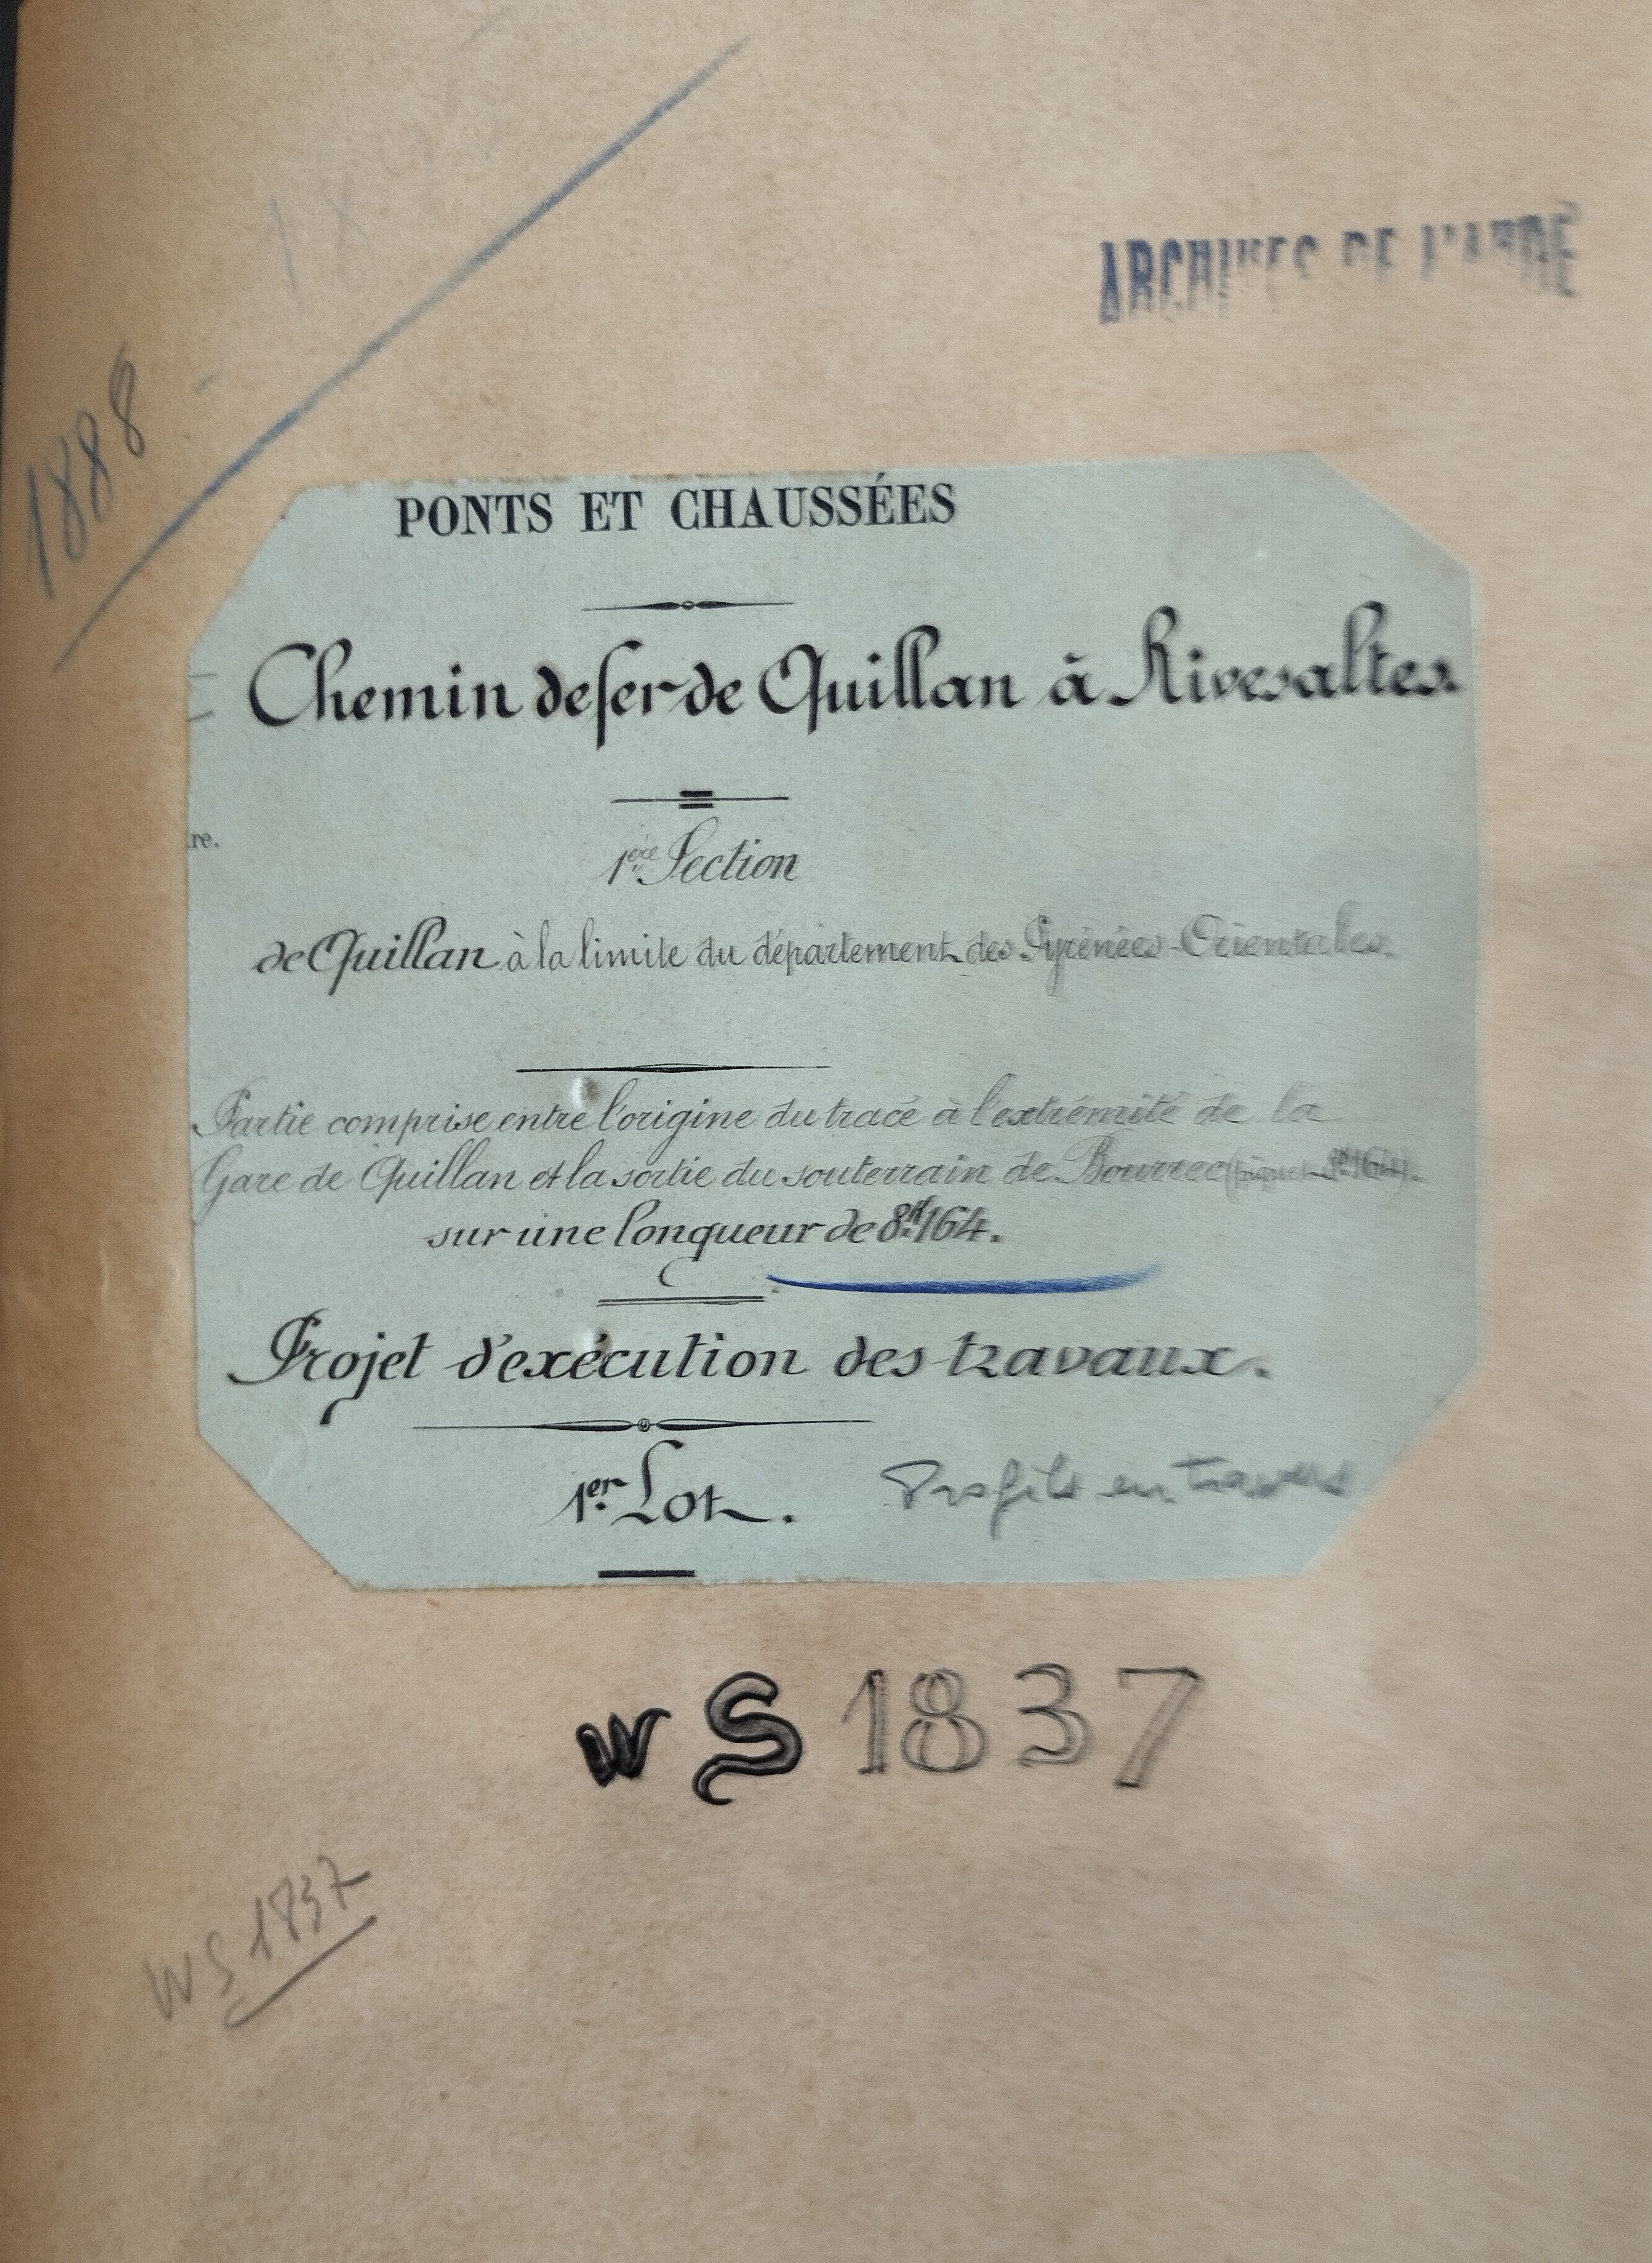 1888
ARCHIVES DE L'AUDE
PONTS ET CHAUSSÉES
Chemin de fer de Quillan à Rivesaltes.
re.
1ère Section
de Quillan à la limite du département des Pyrénées-Orientales.
Partie comprise entre l'origine du tracé à l'extrémité de la
Gare de Quillan et la sortie du souterrain de (piquet 8K164).
sur une longueur de 8K164.
Projet d'exécution des travaux.
1er Lot. Profils en travers
WS 1837
WS 1837